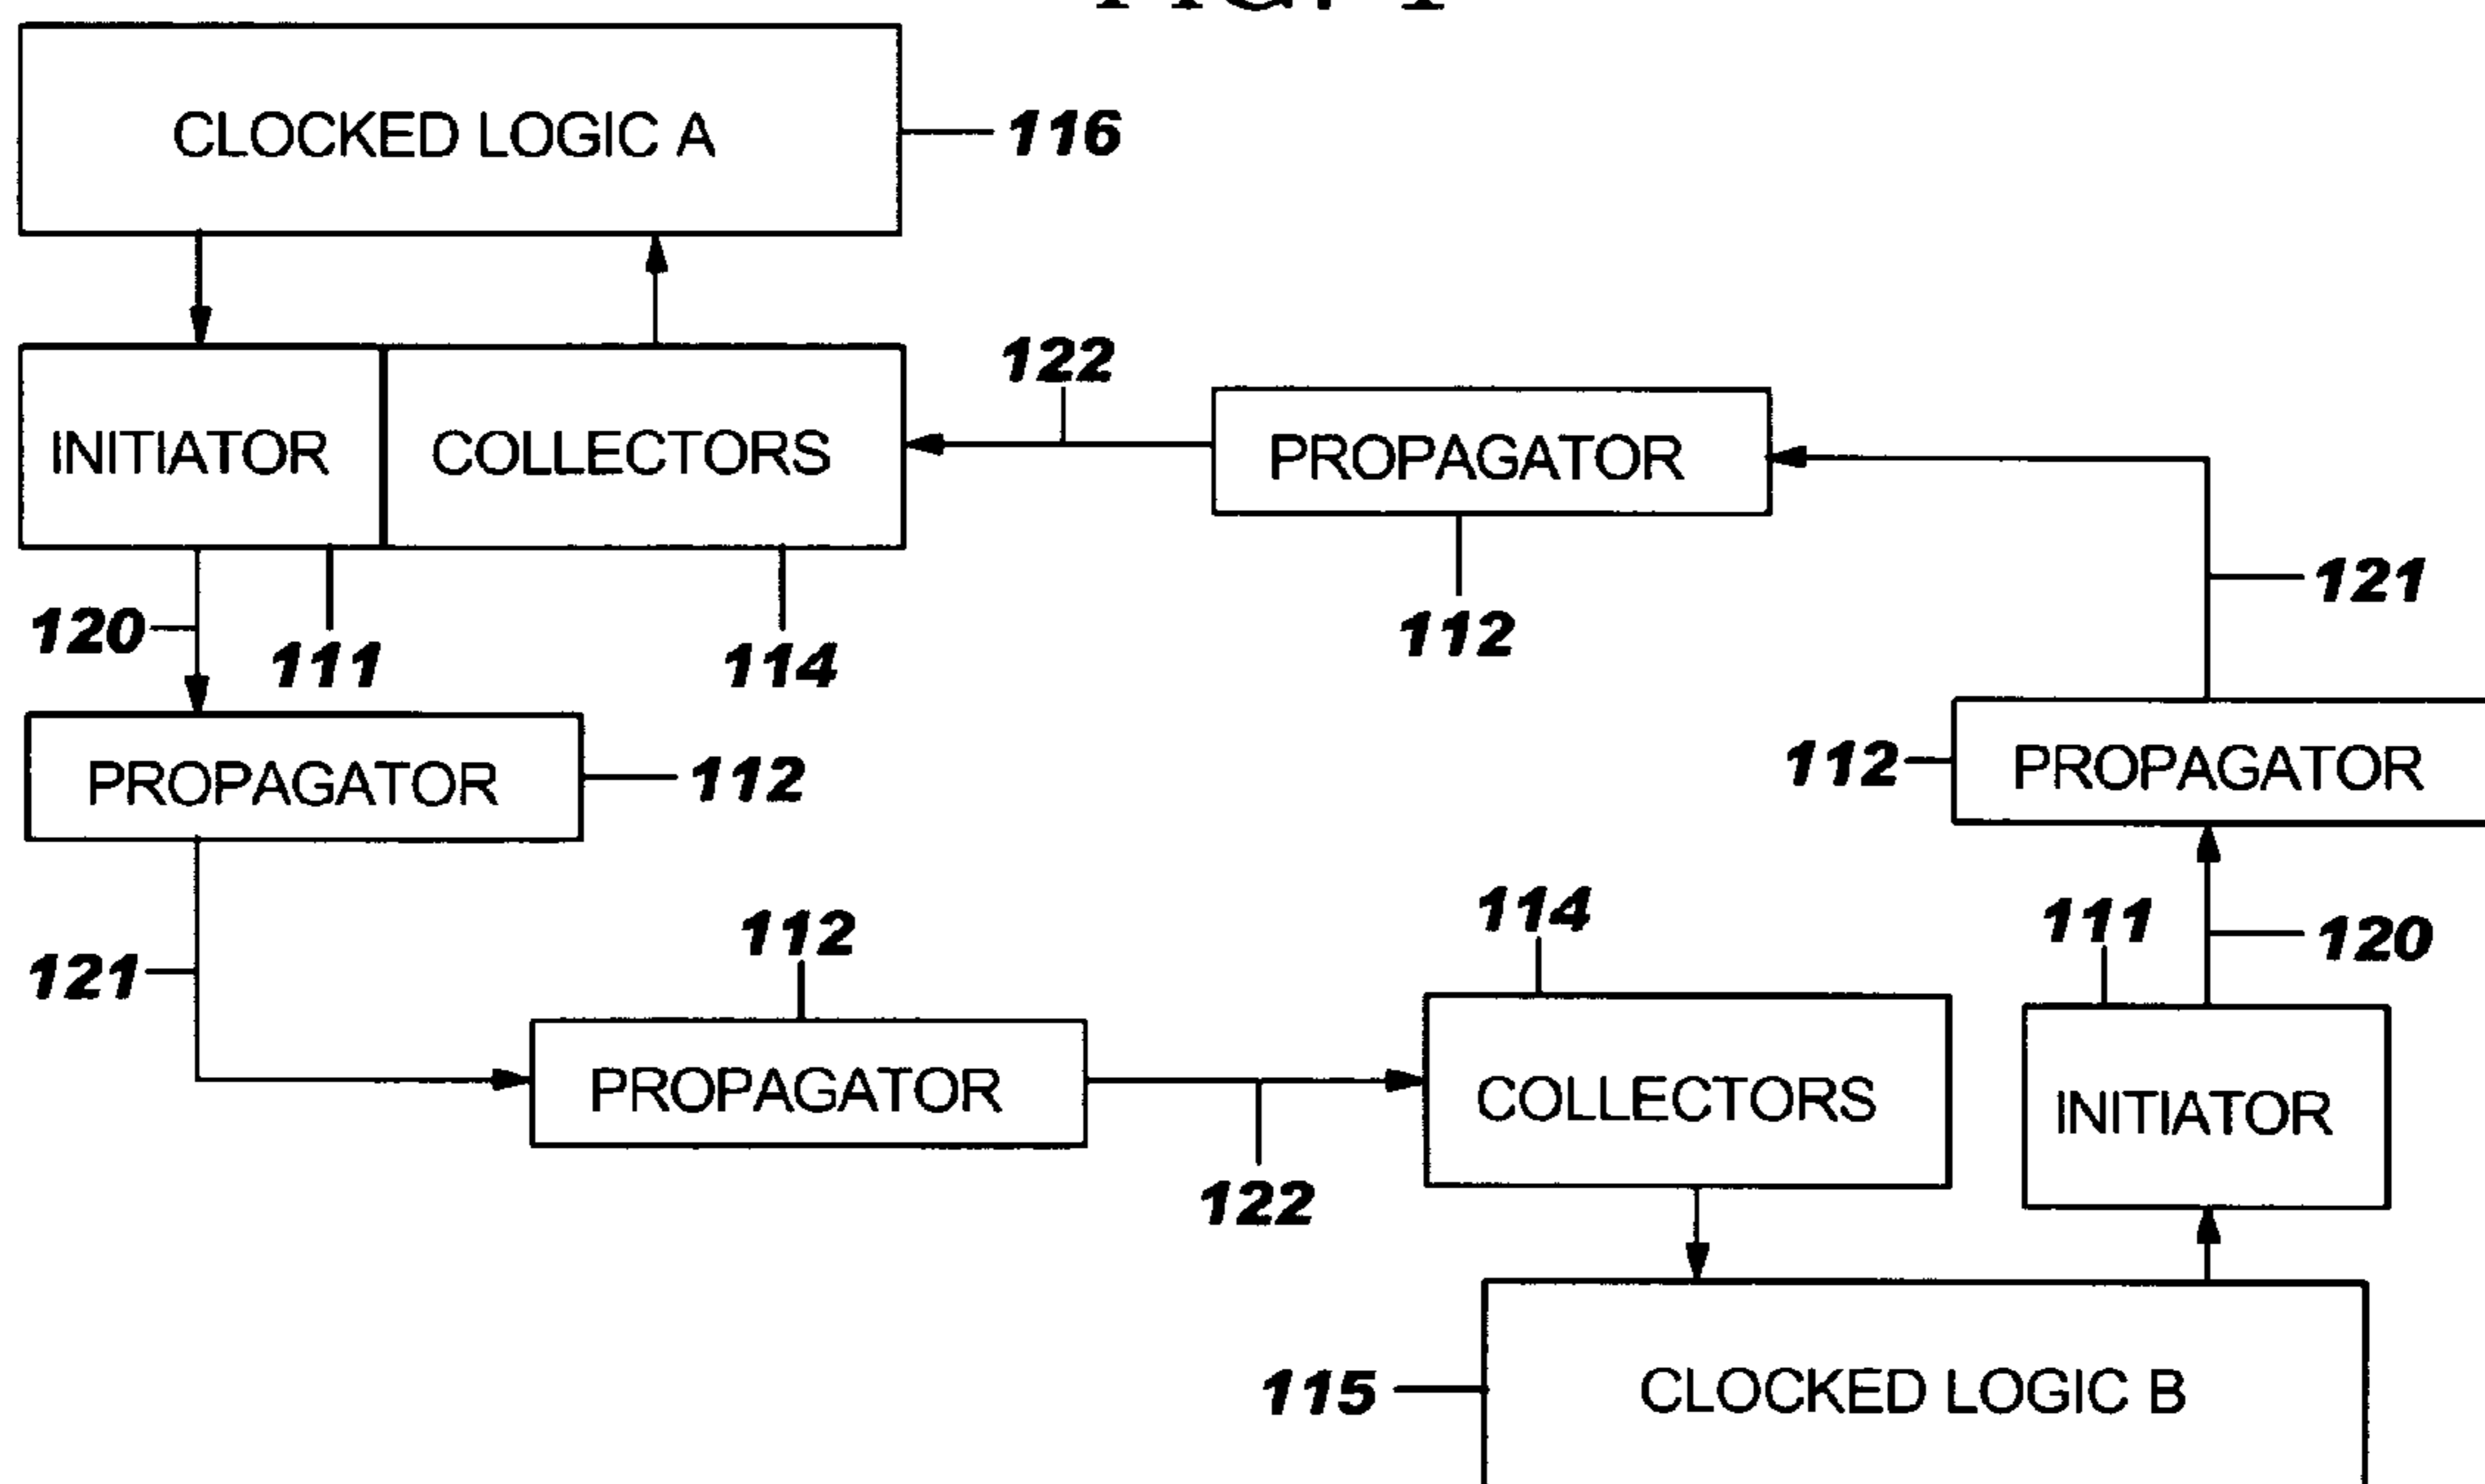 CLOCKED LOGIC A
116
122
INITIATOR
COLLECTORS
PROPAGATOR
121
120
111
114
112
PROPAGATOR
112
112
PROPAGATOR
112
114
111
120
121
PROPAGATOR
COLLECTORS
INITIATOR
122
115
CLOCKED LOGIC B